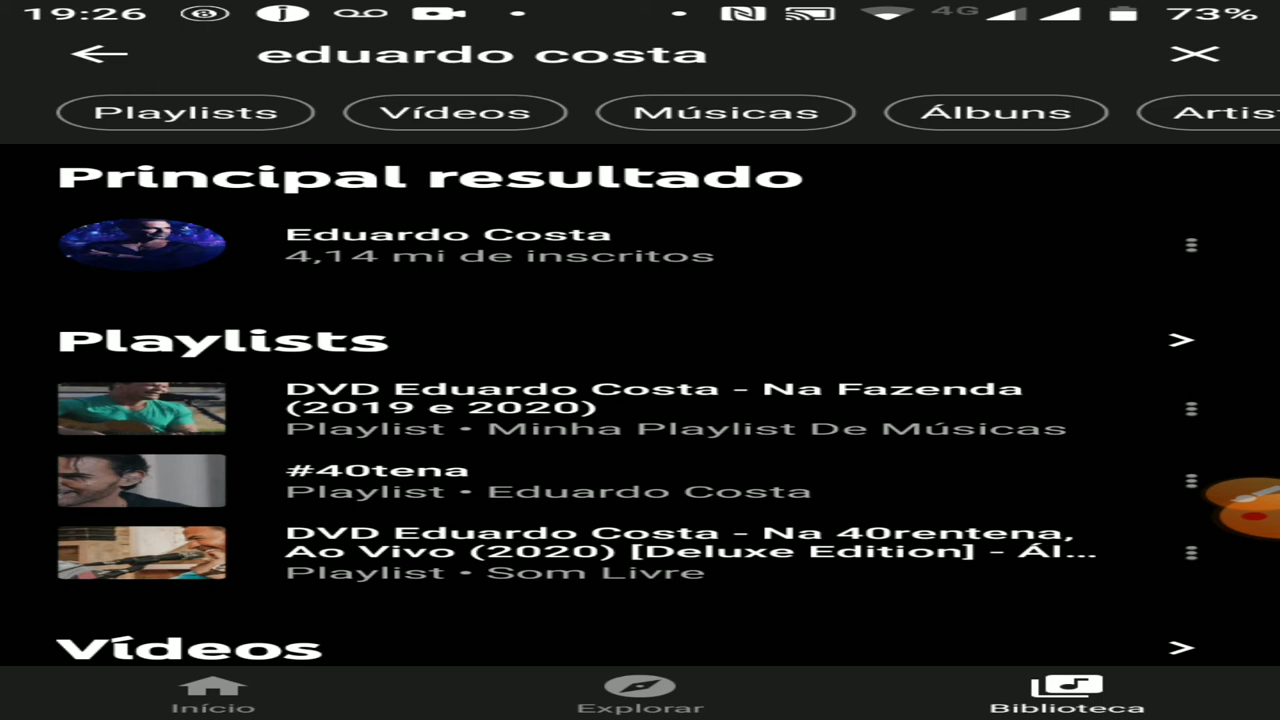 19:26 8 j 4G 73%
eduardo costa
Playlists Vídeos Músicas Álbuns Artis
Principal resultado
Eduardo Costa
4,14 mi de inscritos
Playlists
DVD Eduardo Costa - Na Fazenda
(2019 e 2020)
Playlist • Minha Playlist De Músicas
#40tena
Playlist • Eduardo Costa
DVD Eduardo Costa - Na 40rentena,
Ao Vivo (2020) [Deluxe Edition] - Ál...
Playlist • Som Livre
Vídeos
Início Explorar Biblioteca